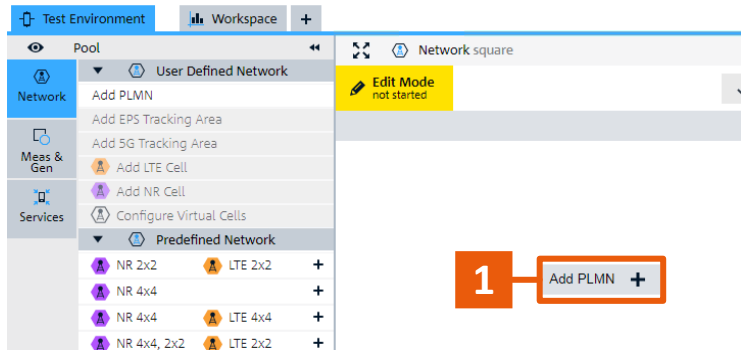 Test Environment
Workspace +
Pool
Network square
Network
User Defined Network
Add PLMN
Edit Mode
not started
Add EPS Tracking Area
Add 5G Tracking Area
Meas &
Gen
Add LTE Cell
Add NR Cell
Services
Configure Virtual Cells
Predefined Network
NR 2x2 LTE 2x2 +
NR 4x4 +
NR 4x4 LTE 4x4 +
NR 4x4, 2x2 LTE 2x2 +
1
Add PLMN +